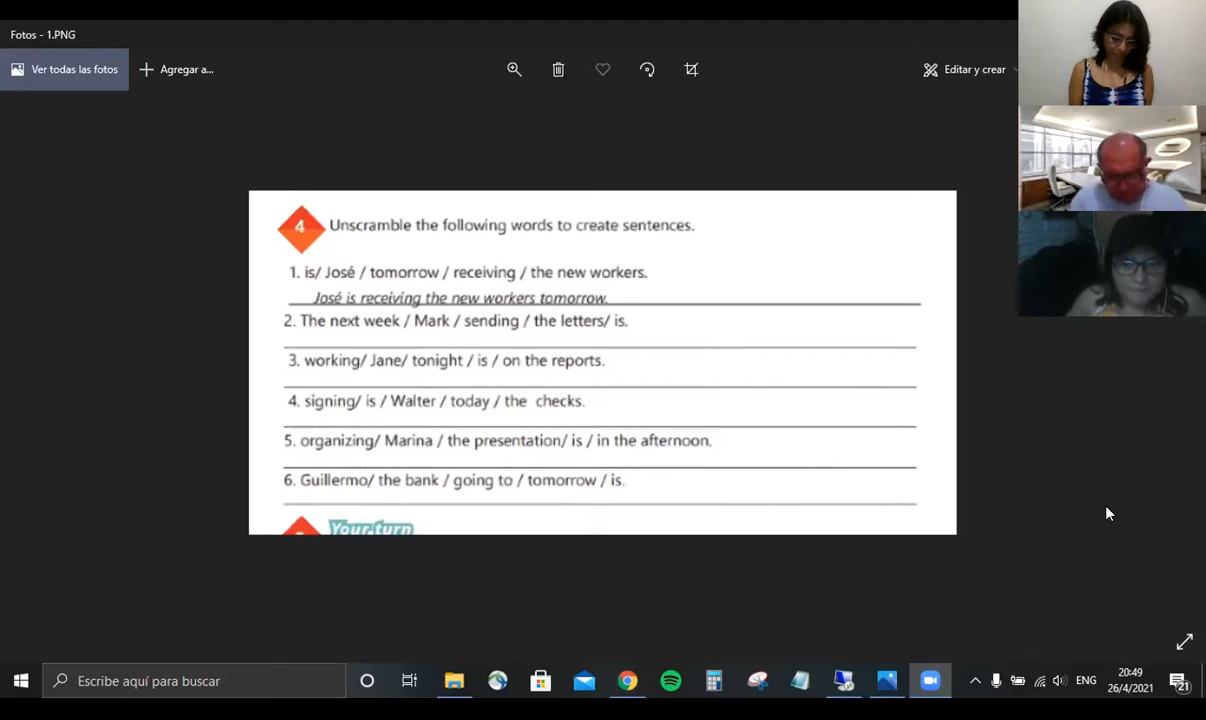 Fotos - 1.PNG
Ver todas las fotos
Agregar a...
Editar y crear
4
Unscramble the following words to create sentences.
1. is/ José / tomorrow / receiving / the new workers.
José is receiving the new workers tomorrow.
2. The next week / Mark / sending / the letters/ is.
3. working/ Jane/ tonight / is / on the reports.
4. signing/ is / Walter / today / the checks.
5. organizing/ Marina / the presentation/ is / in the afternoon.
6. Guillermo/ the bank / going to / tomorrow / is.
Your turn
Escribe aquí para buscar
ENG
20:49
26/4/2021
21